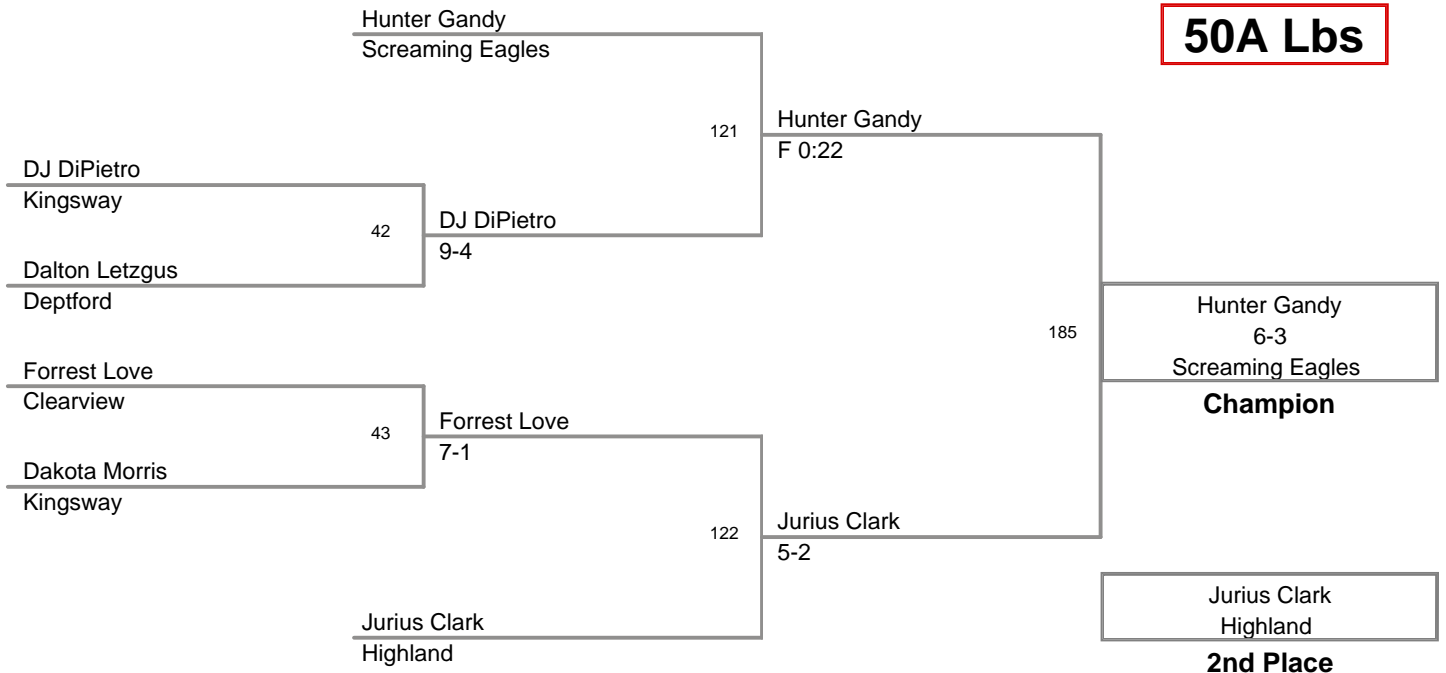 Hunter Gandy
Screaming Eagles
50A Lbs
121
Hunter Gandy
F 0:22
DJ DiPietro
Kingsway
42
DJ DiPietro
9-4
Dalton Letzgus
Deptford
185
Hunter Gandy
6-3
Screaming Eagles
Champion
Forrest Love
Clearview
43
Forrest Love
7-1
Dakota Morris
Kingsway
122
Jurius Clark
5-2
Jurius Clark
Highland
Jurius Clark
Highland
2nd Place